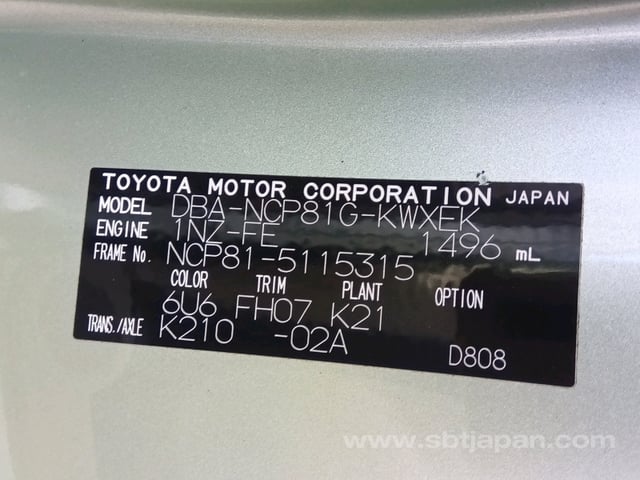 TOYOTA MOTOR CORPORATION JAPAN
MODEL DBA-NCP81G-KWXEK
ENGINE 1NZ-FE 1496 mL
FRAME No. NCP81-5115315
COLOR TRIM PLANT OPTION
6U6 FH07 K21
TRANS./AXLE K210 -02A
D808
www.sbtjapan.com